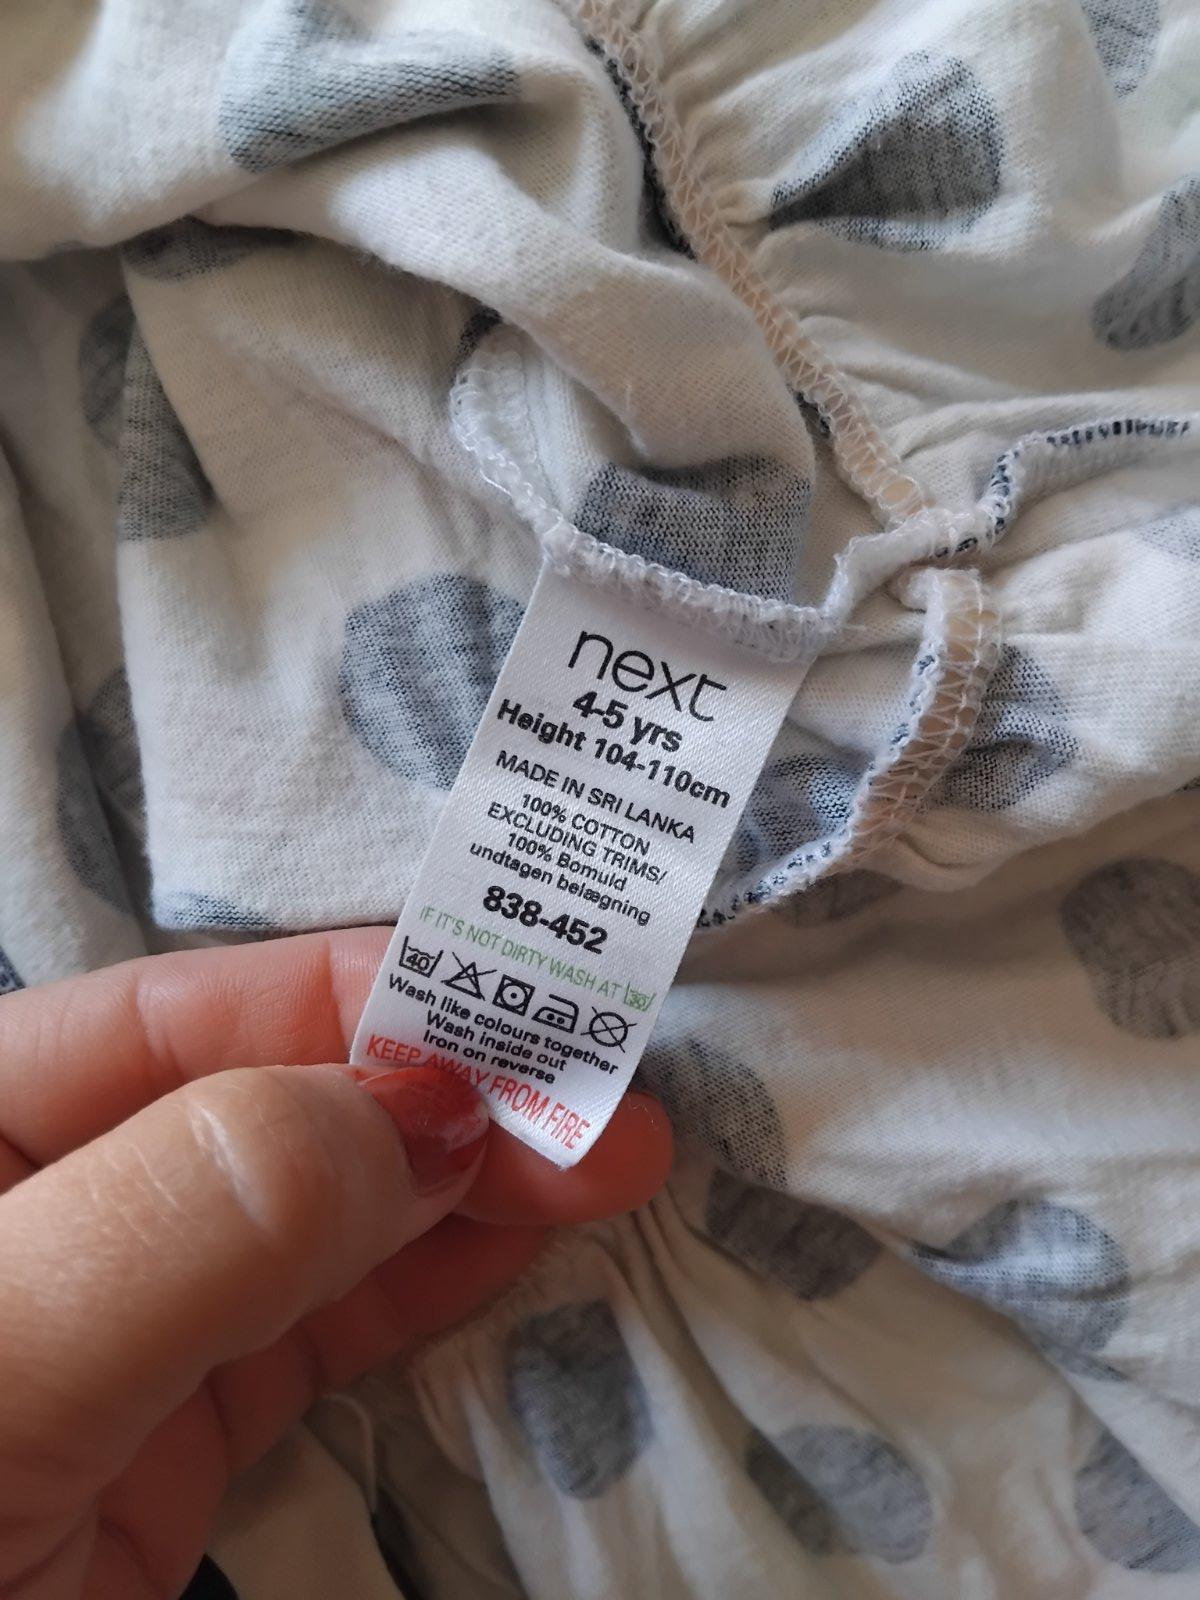 next
4-5 yrs
Height 104-110cm
MADE IN SRI LANKA
100% COTTON
EXCLUDING TRIMS/
100% Bomuld
undtagen belægning
838-452
IF IT'S NOT DIRTY WASH AT 30
40
Wash like colours together
Wash inside out
Iron on reverse
KEEP AWAY FROM FIRE